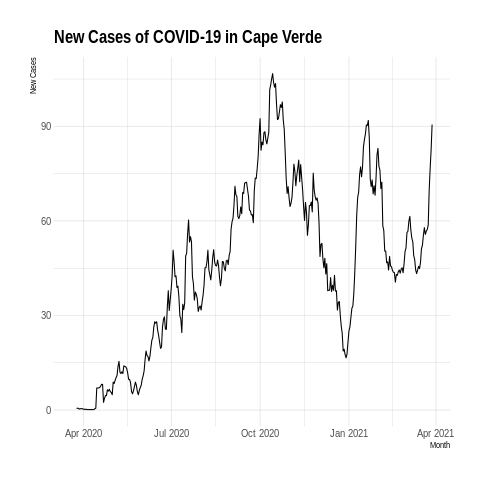 New Cases of COVID-19 in Cape Verde
New Cases
90
60
30
0
Apr 2020 Jul 2020 Oct 2020 Jan 2021 Apr 2021
Month